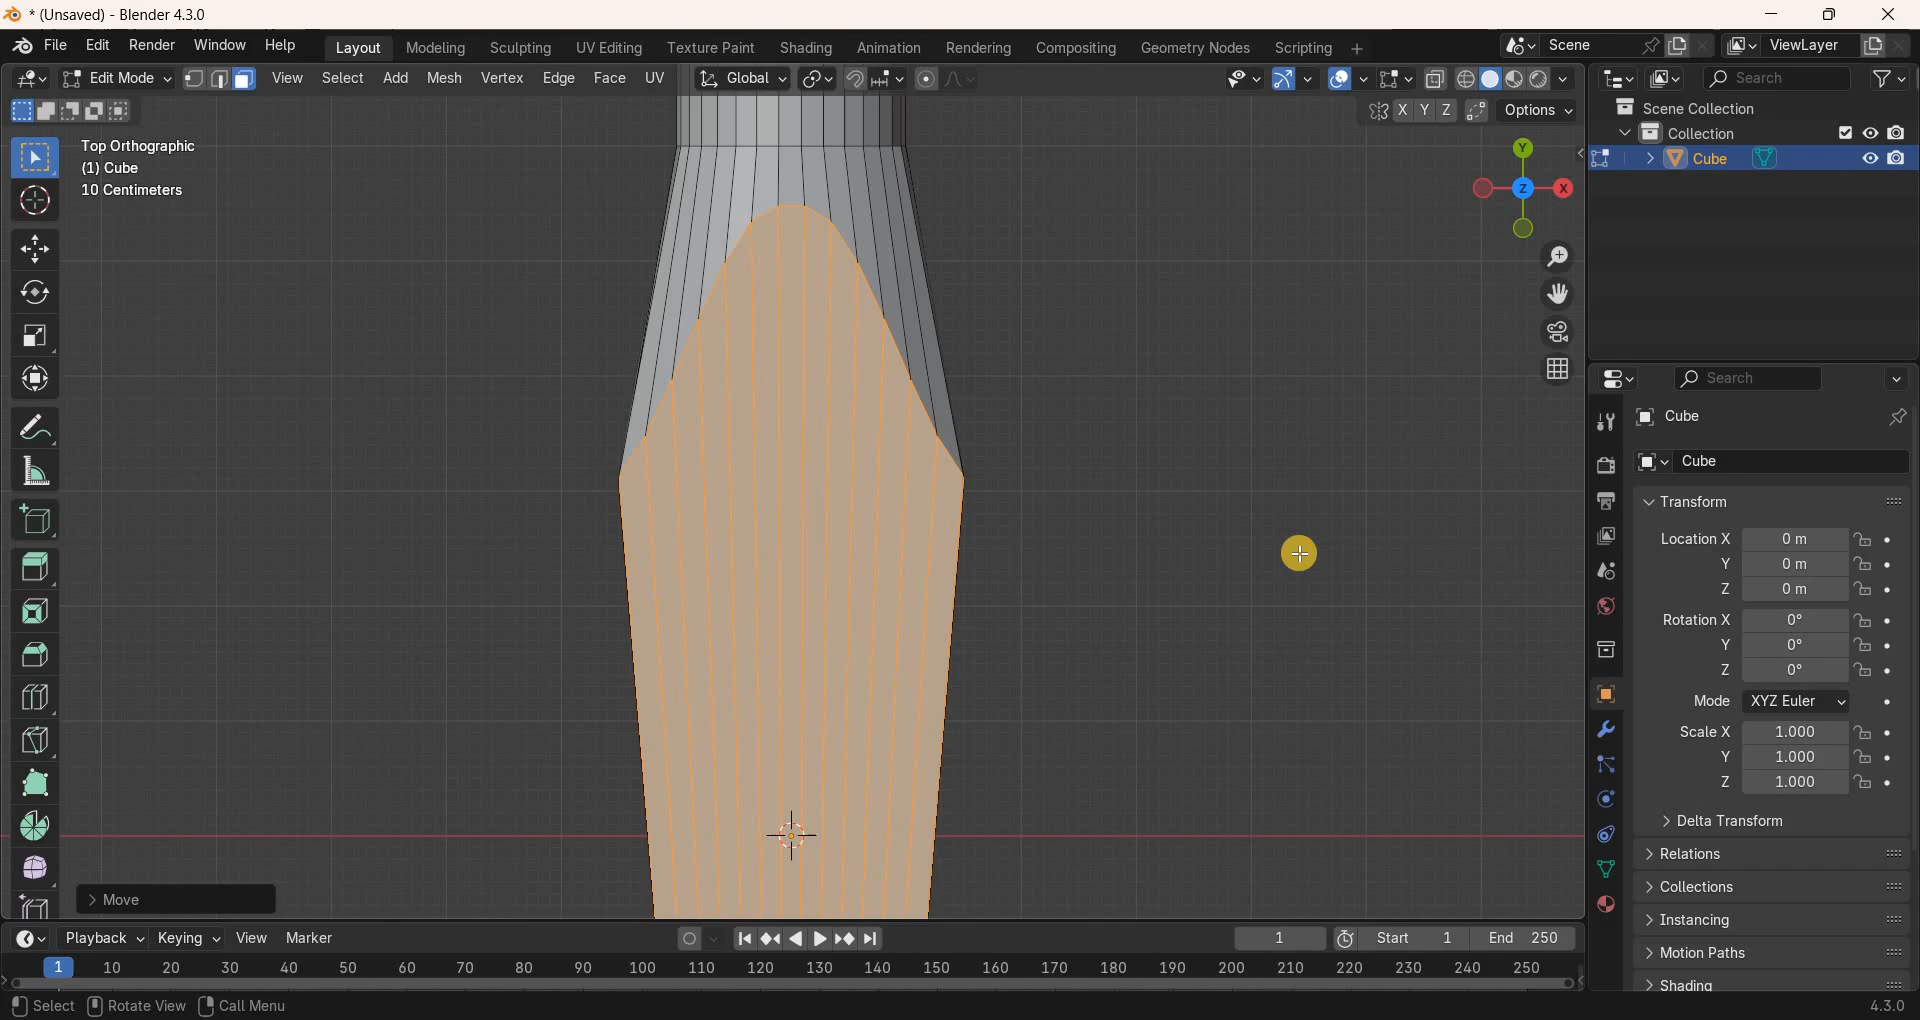 * (Unsaved) - Blender 4.3.0
File Edit Render Window Help Layout Modeling Sculpting UV Editing Texture Paint Shading Animation Rendering Compositing Geometry Nodes Scripting + Scene ViewLayer
Edit Mode View Select Add Mesh Vertex Edge Face UV Global Search
X Y Z Options
Scene Collection
Collection
Cube
Top Orthographic
(1) Cube
10 Centimeters
Y
Z X
Search
Cube
Cube
Transform
Location X 0 m
Y 0 m
Z 0 m
Rotation X 0°
Y 0°
Z 0°
Mode XYZ Euler
Scale X 1.000
Y 1.000
Z 1.000
Delta Transform
Relations
Collections
Instancing
Motion Paths
Shading
Move
Playback Keying View Marker 1 Start 1 End 250
1 10 20 30 40 50 60 70 80 90 100 110 120 130 140 150 160 170 180 190 200 210 220 230 240 250
Select Rotate View Call Menu 4.3.0